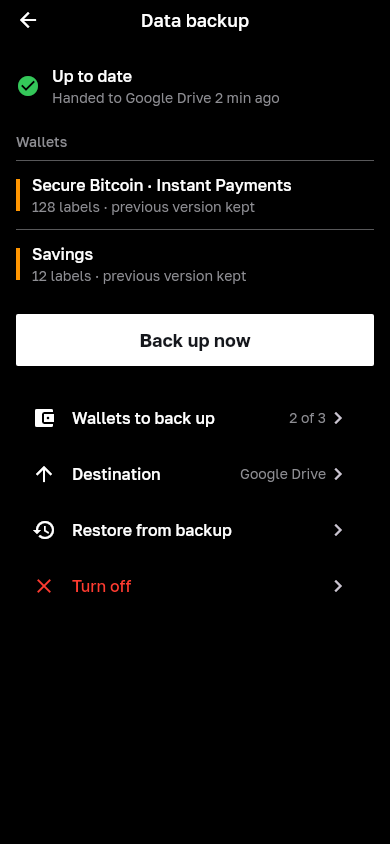 Data backup
Up to date
Handed to Google Drive 2 min ago
Wallets
Secure Bitcoin · Instant Payments
128 labels · previous version kept
Savings
12 labels · previous version kept
Back up now
Wallets to back up 2 of 3
Destination Google Drive
Restore from backup
Turn off